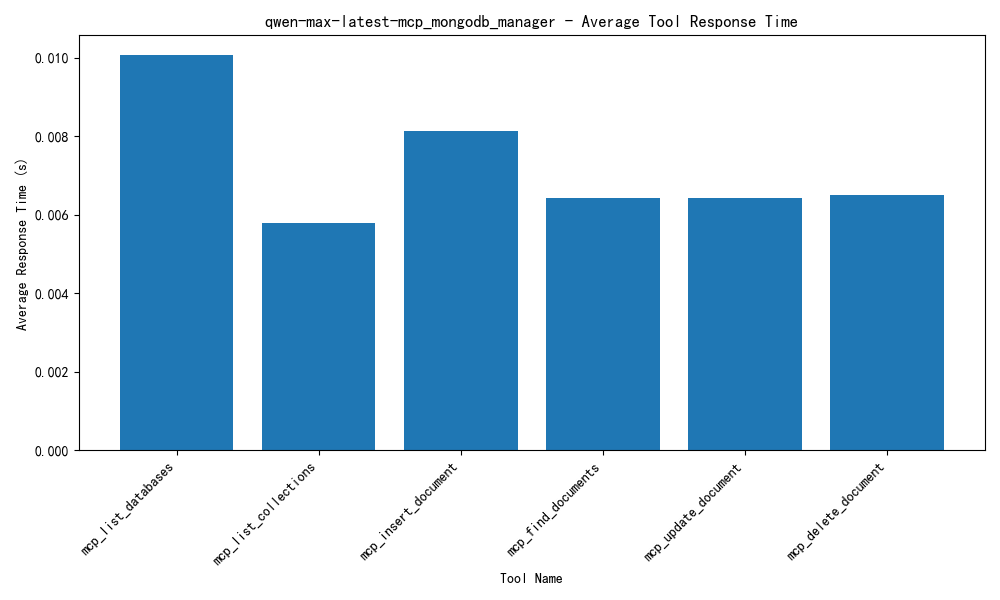 qwen-max-latest-mcp_mongodb_manager - Average Tool Response Time
Average Response Time (s)
0.010
0.008
0.006
0.004
0.002
0.000
mcp_list_databases
mcp_list_collections
mcp_insert_document
mcp_find_documents
mcp_update_document
mcp_delete_document
Tool Name